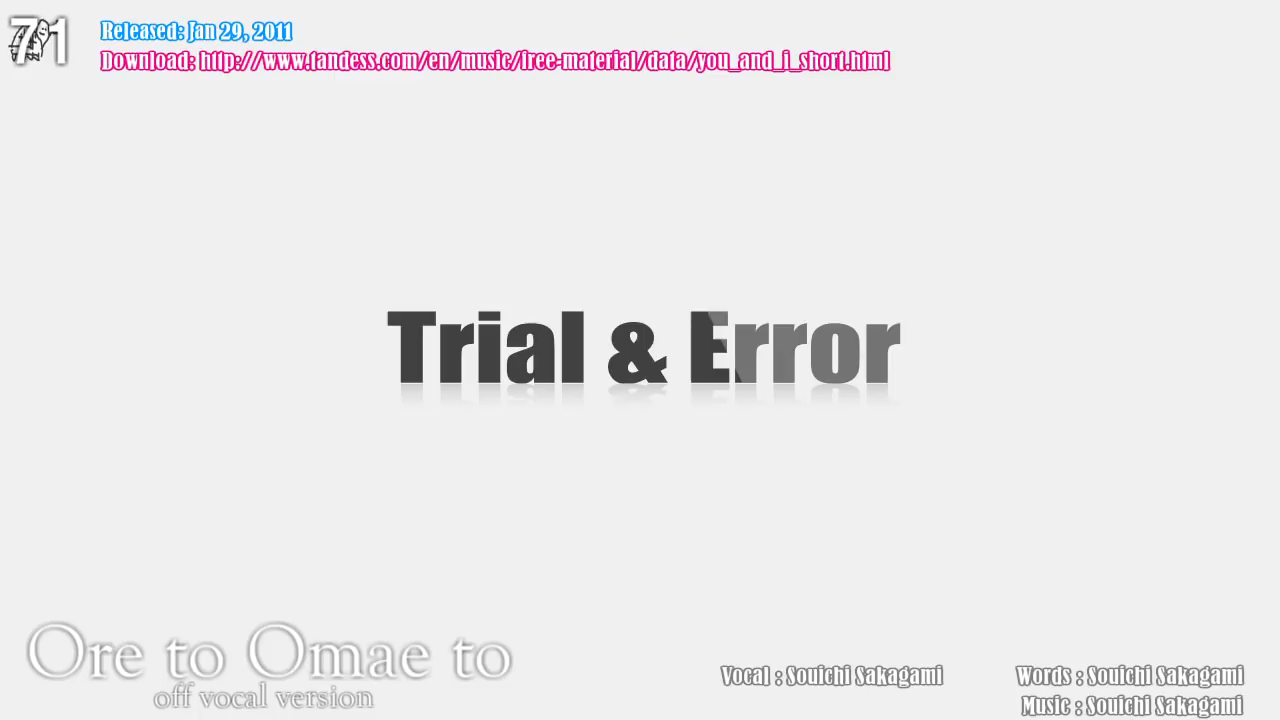 71
Released: Jan 29, 2011
Download: http://www.tandess.com/en/music/free-material/data/you_and_i_short.html
Trial & Error
Ore to Omae to
off vocal version
Vocal : Souichi Sakagami
Words : Souichi Sakagami
Music : Souichi Sakagami